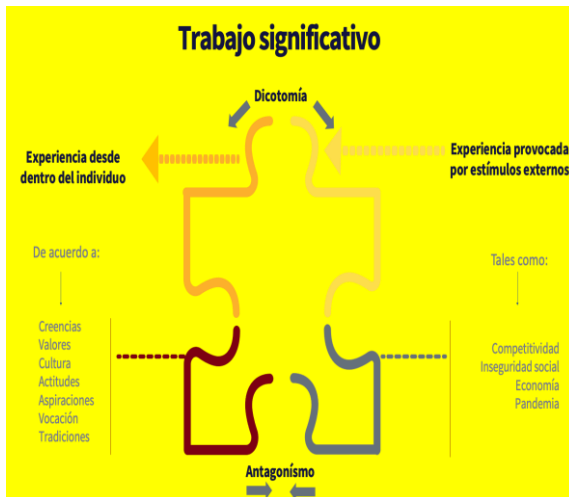 Trabajo significativo
Dicotomía
Experiencia desde
dentro del individuo
Experiencia provocada
por estímulos externos
De acuerdo a:
Creencias
Valores
Cultura
Actitudes
Aspiraciones
Vocación
Tradiciones
Tales como:
Competitividad
Inseguridad social
Economía
Pandemia
Antagonísmo